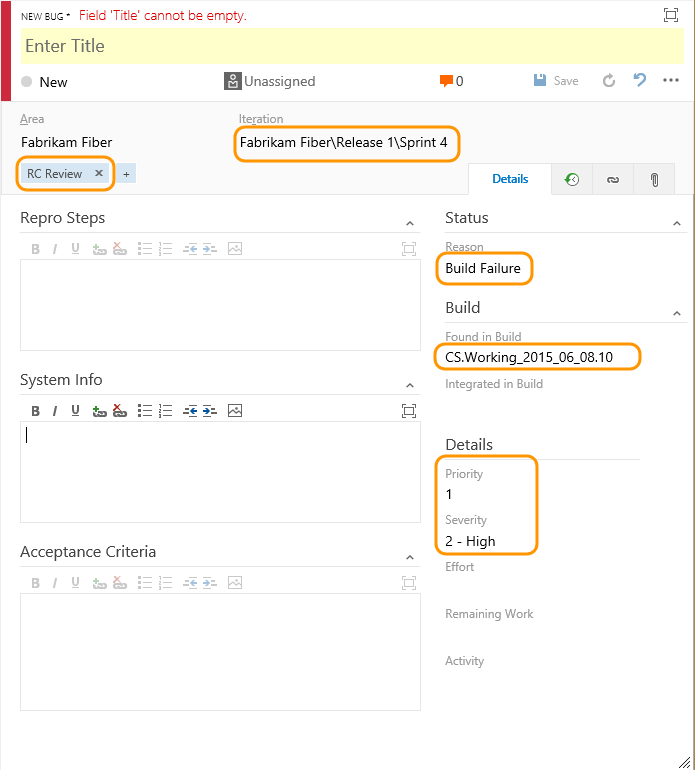 NEW BUG * Field 'Title' cannot be empty.
Enter Title
New Unassigned 0 Save
Area Iteration
Fabrikam Fiber Fabrikam Fiber\Release 1\Sprint 4
RC Review × +
Details
Repro Steps
B I U
System Info
B I U
Acceptance Criteria
B I U
Status
Reason
Build Failure
Build
Found in Build
CS.Working_2015_06_08.10
Integrated in Build
Details
Priority
1
Severity
2 - High
Effort
Remaining Work
Activity